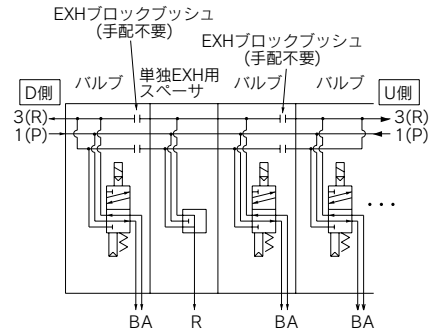 EXHブロックブッシュ
(手配不要)
EXHブロックブッシュ
(手配不要)
D側
バルブ
単独EXH用
スペーサ
バルブ
バルブ
U側
3(R)
1(P)
3(R)
1(P)
・・・
BA
R
BA
BA